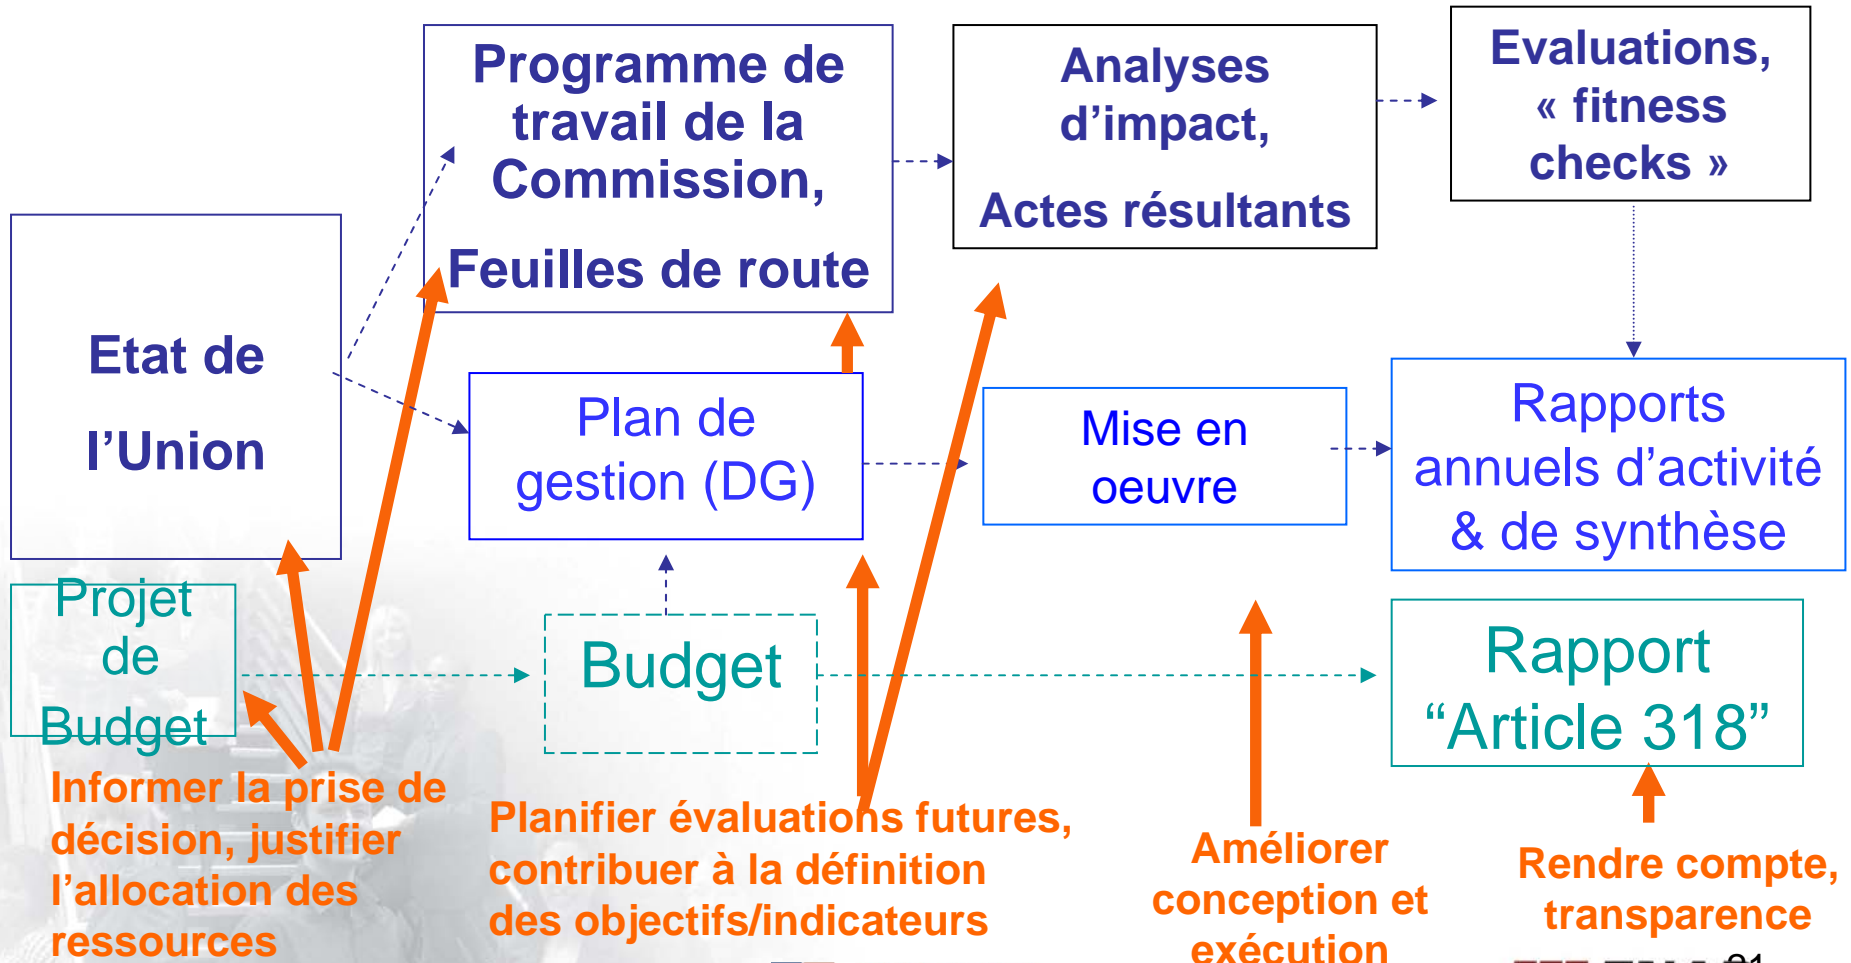 Programme de
travail de la
Commission,
Feuilles de route
Analyses
d’impact,
Actes résultants
Evaluations,
« fitness
checks »
Etat de
l’Union
Plan de
gestion (DG)
Mise en
oeuvre
Rapports
annuels d’activité
& de synthèse
Projet
de
Budget
Budget
Rapport
“Article 318”
Informer la prise de
décision, justifier
l’allocation des
ressources
Planifier évaluations futures,
contribuer à la définition
des objectifs/indicateurs
Améliorer
conception et
exécution
Rendre compte,
transparence